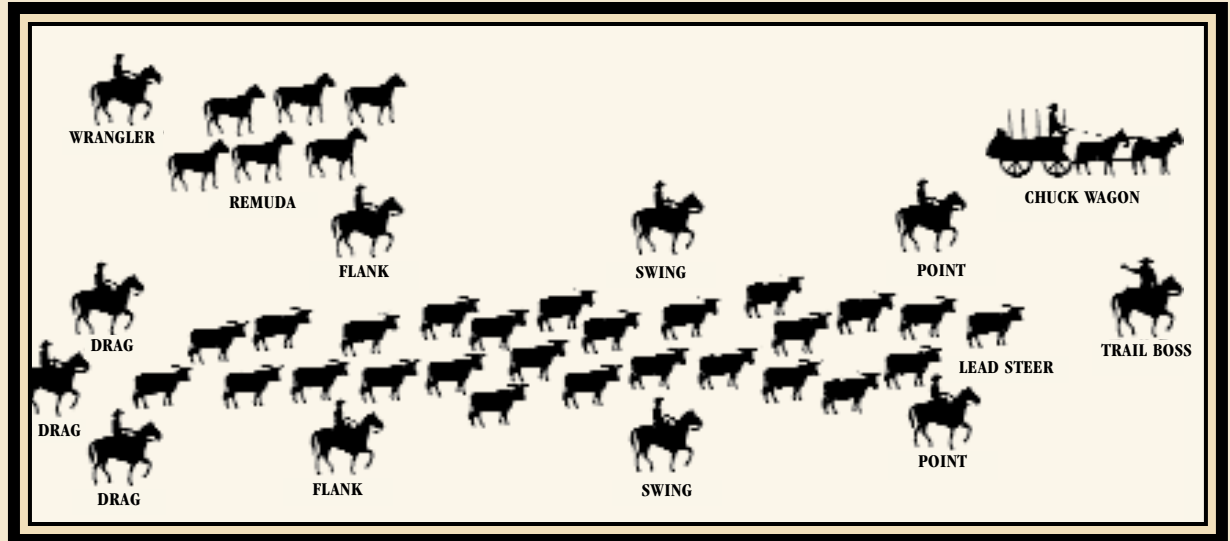 WRANGLER
REMUDA
CHUCK WAGON
FLANK
SWING
POINT
DRAG
TRAIL BOSS
LEAD STEER
DRAG
POINT
DRAG
FLANK
SWING